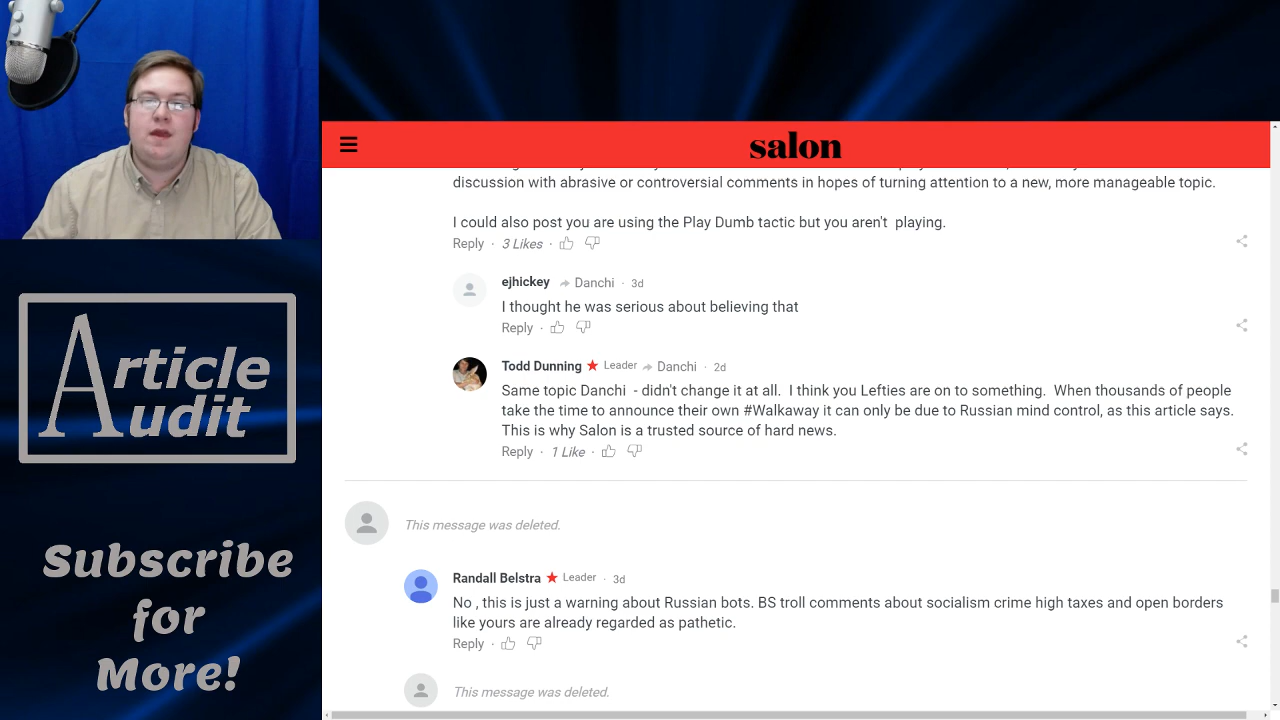 salon
discussion with abrasive or controversial comments in hopes of turning attention to a new, more manageable topic.
I could also post you are using the Play Dumb tactic but you aren't  playing.
Reply · 3 Likes ·
ejhickey Danchi · 3d
I thought he was serious about believing that
Reply ·
Todd Dunning ★ Leader Danchi · 2d
Same topic Danchi  - didn't change it at all.  I think you Lefties are on to something.  When thousands of people
take the time to announce their own #Walkaway it can only be due to Russian mind control, as this article says.
This is why Salon is a trusted source of hard news.
Reply · 1 Like ·
This message was deleted.
Randall Belstra ★ Leader · 3d
No , this is just a warning about Russian bots. BS troll comments about socialism crime high taxes and open borders
like yours are already regarded as pathetic.
Reply ·
This message was deleted.
Article
Audit
Subscribe
for
More!